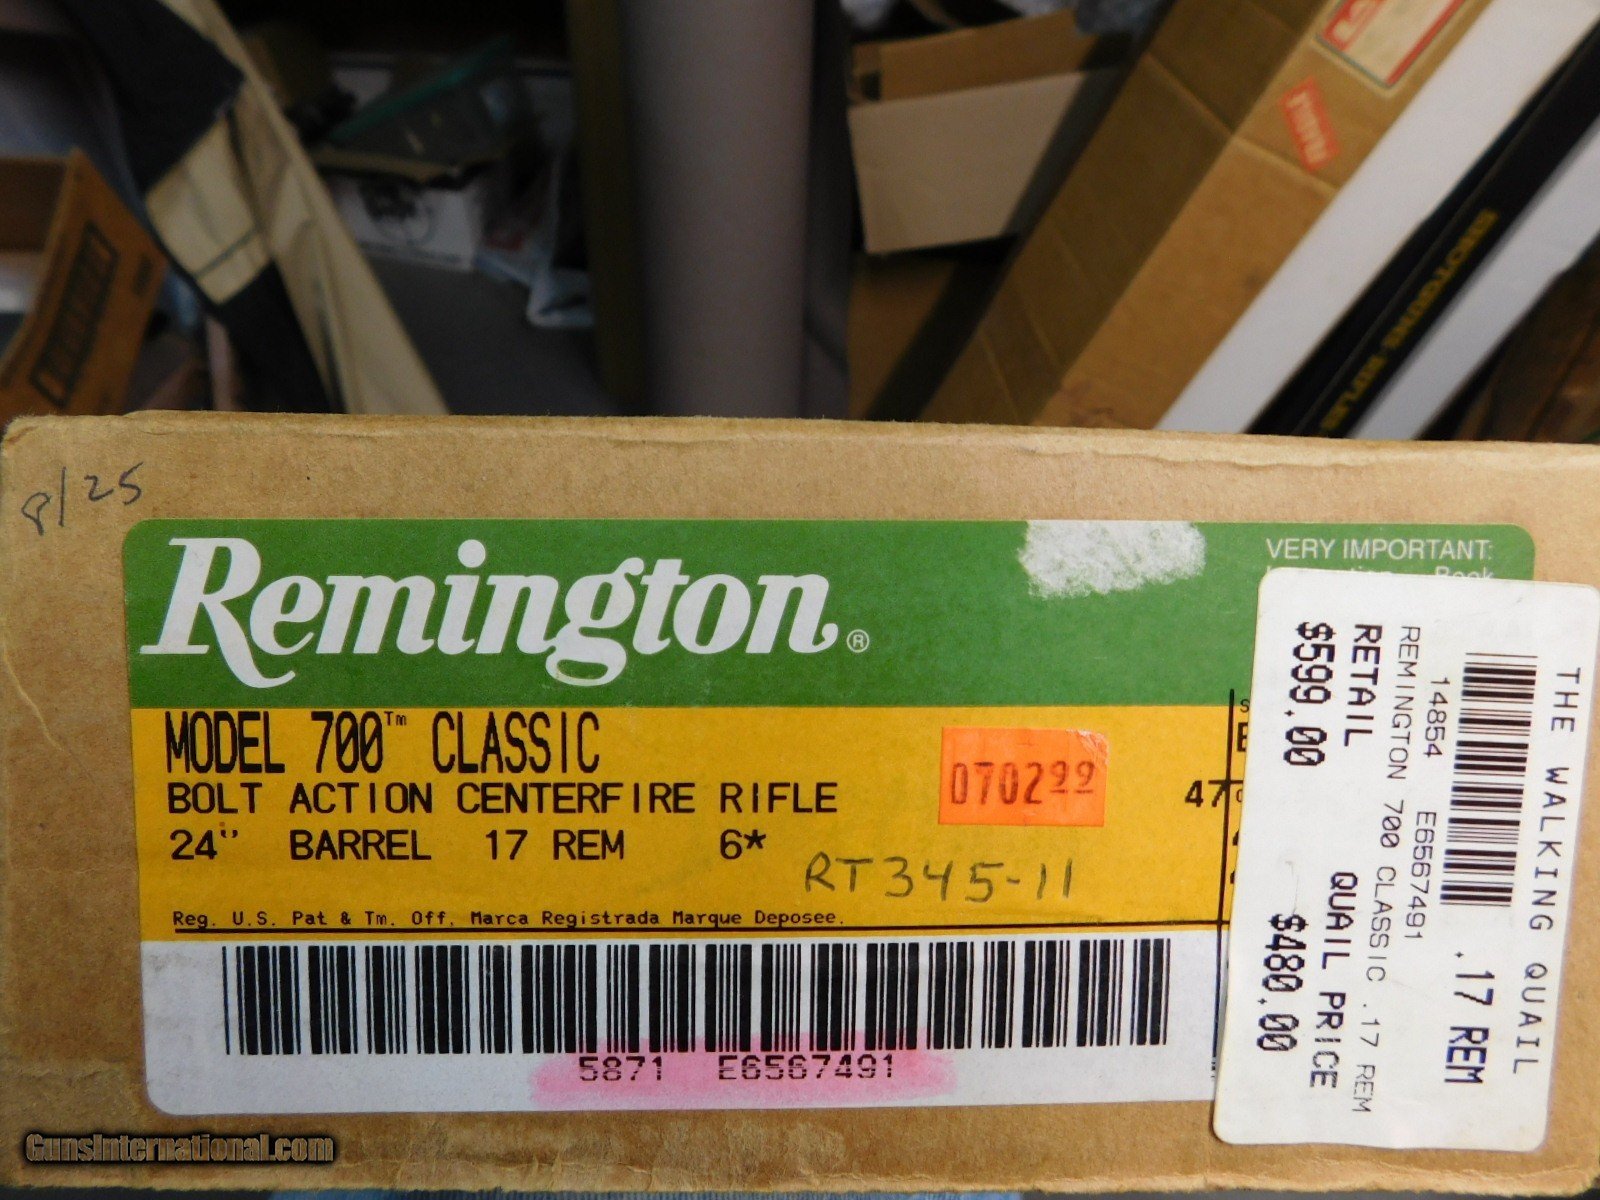 8/25
Remington®
VERY IMPORTANT:
Book
MODEL 700™ CLASSIC
BOLT ACTION CENTERFIRE RIFLE
24" BARREL 17 REM 6*
070299
47
RT345-11
Reg. U.S. Pat & Tm. Off. Marca Registrada Marque Deposee.
5871 E6567491
THE WALKING QUAIL
.17 REM
14854 E6567491
REMINGTON 700 CLASSIC .17 REM
RETAIL QUAIL PRICE
$599.00 $480.00
GunsInternational.com